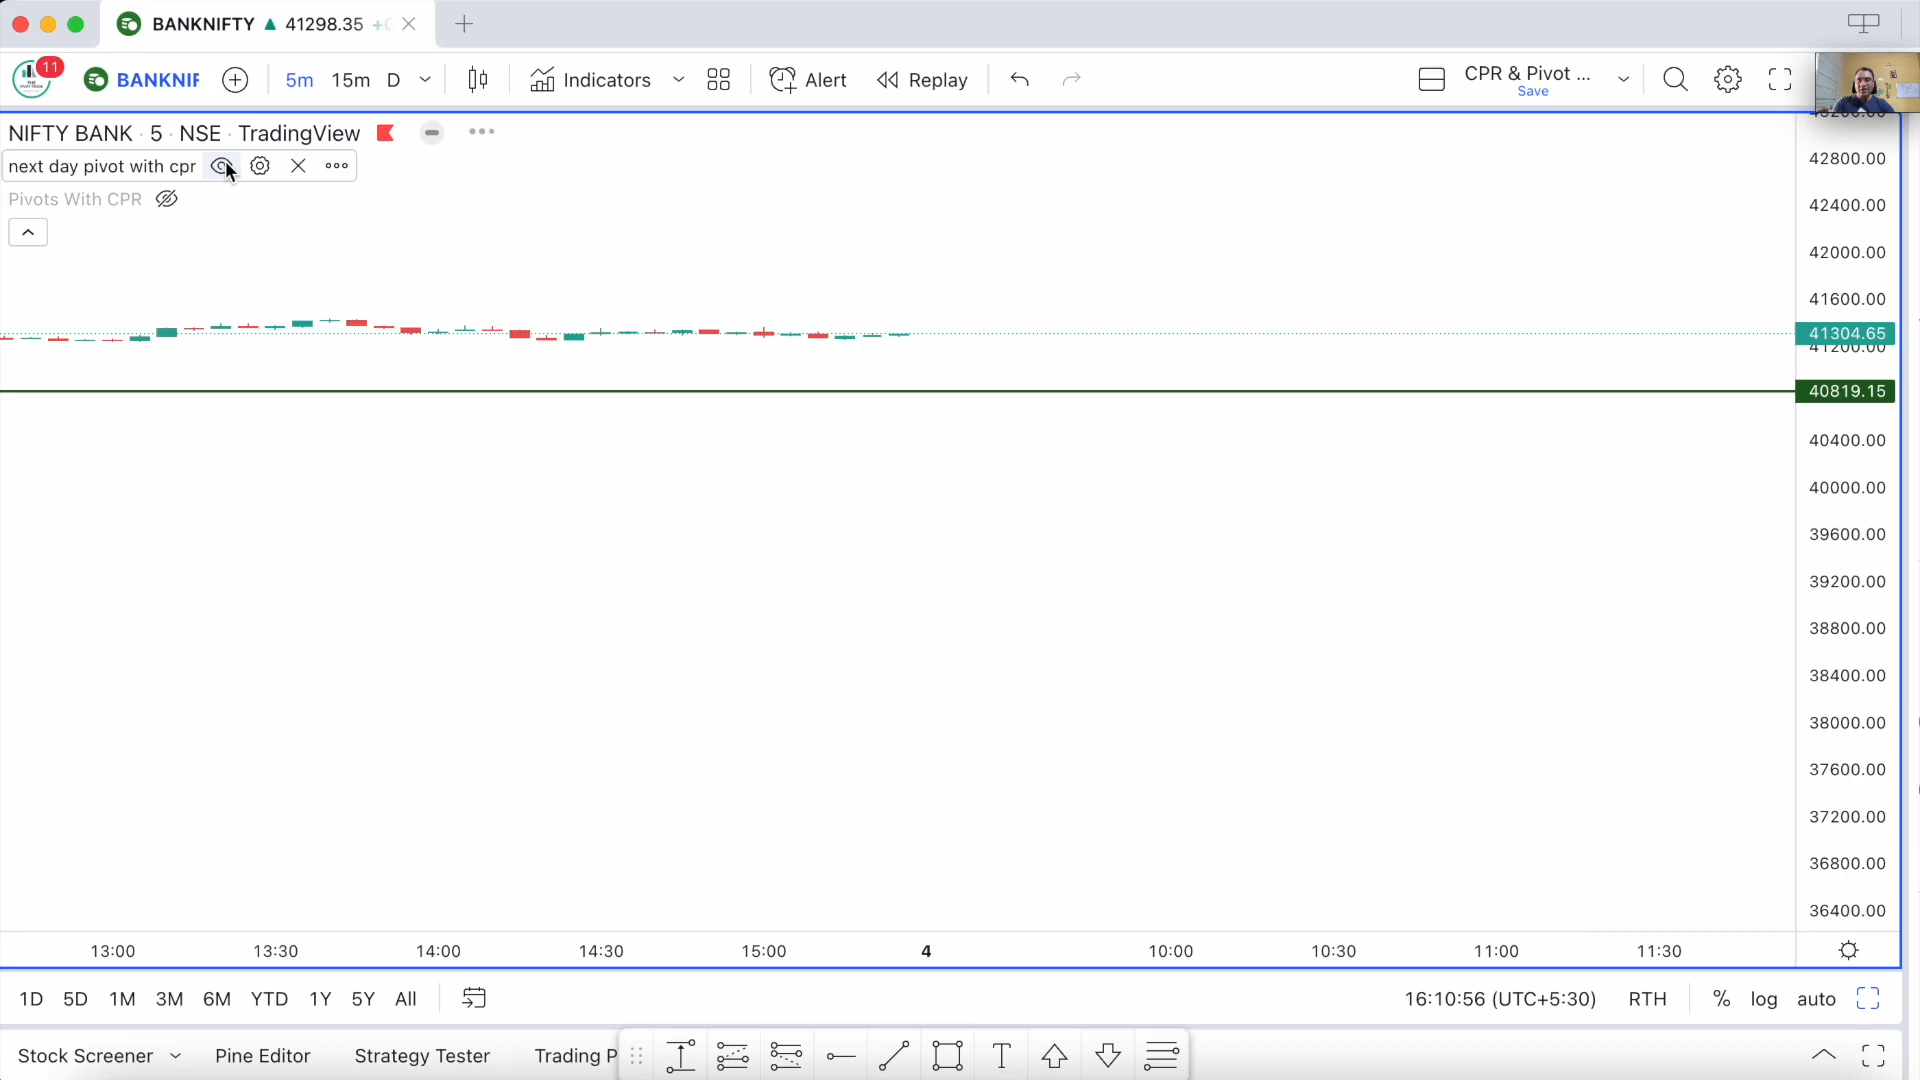 BANKNIFTY ▲ 41298.35
11 BANKNIF 5m 15m D Indicators Alert Replay CPR & Pivot ...
Save
NIFTY BANK · 5 · NSE · TradingView
next day pivot with cpr
Pivots With CPR
42800.00
42400.00
42000.00
41600.00
41304.65
41200.00
40819.15
40400.00
40000.00
39600.00
39200.00
38800.00
38400.00
38000.00
37600.00
37200.00
36800.00
36400.00
13:00 13:30 14:00 14:30 15:00 4 10:00 10:30 11:00 11:30
1D 5D 1M 3M 6M YTD 1Y 5Y All 16:10:56 (UTC+5:30) RTH % log auto
Stock Screener Pine Editor Strategy Tester Trading P